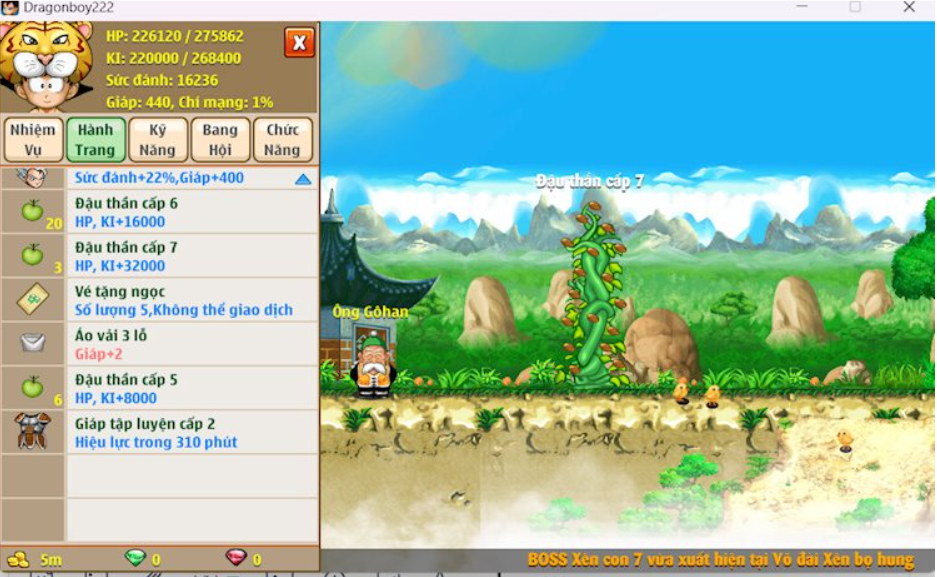 Dragonboy222
HP: 226120 / 275862
KI: 220000 / 268400
Sức đánh: 16236
Giáp: 440, Chí mạng: 1%
X
Nhiệm Vụ
Hành Trang
Kỹ Năng
Bang Hội
Chức Năng
Sức đánh+22%,Giáp+400
Đậu thần cấp 6
20
HP, KI+16000
Đậu thần cấp 7
3
HP, KI+32000
Vé tặng ngọc
Số lượng 5,Không thể giao dịch
Áo vải 3 lỗ
Giáp+2
Đậu thần cấp 5
6
HP, KI+8000
Giáp tập luyện cấp 2
Hiệu lực trong 310 phút
5m
0
0
Đậu thần cấp 7
Ông Gôhan
BOSS Xên con 7 vừa xuất hiện tại Võ đài Xên bọ hung